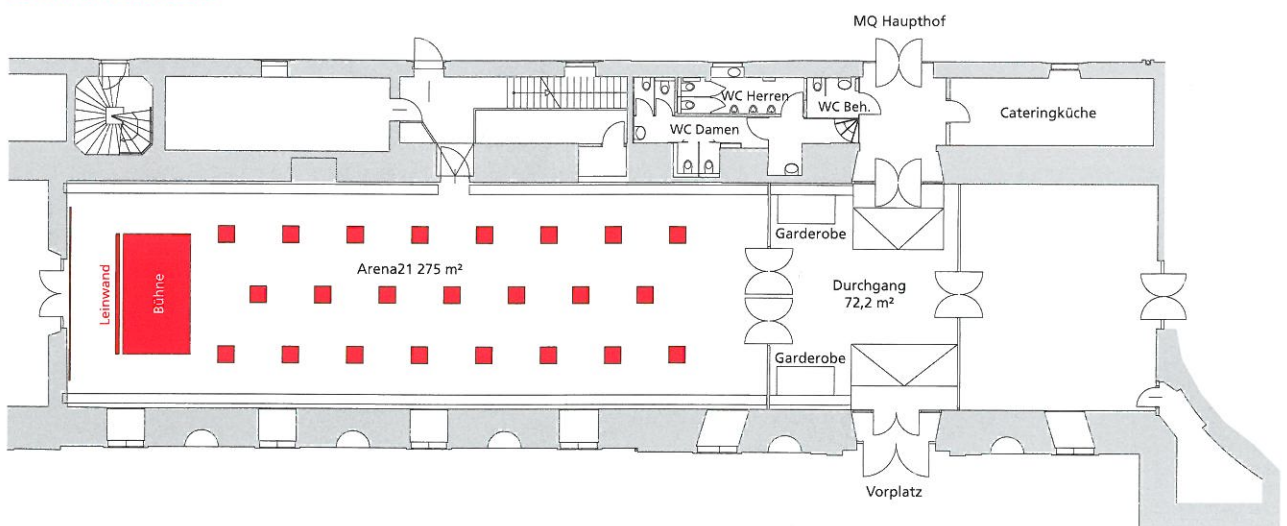 MQ Haupthof
WC Herren
WC Beh.
Cateringküche
WC Damen
Garderobe
Leinwand
Bühne
Arena21 275 m²
Durchgang
72,2 m²
Garderobe
Vorplatz